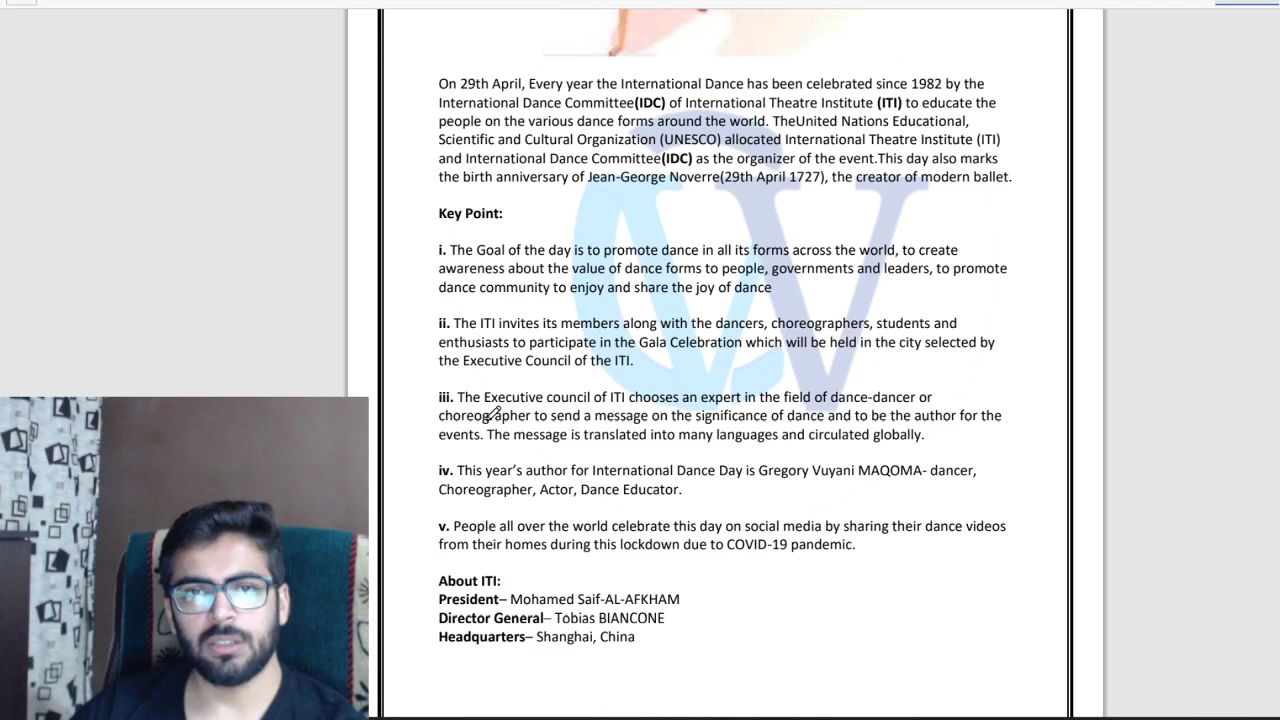 On 29th April, Every year the International Dance has been celebrated since 1982 by the
International Dance Committee(IDC) of International Theatre Institute (ITI) to educate the
people on the various dance forms around the world. TheUnited Nations Educational,
Scientific and Cultural Organization (UNESCO) allocated International Theatre Institute (ITI)
and International Dance Committee(IDC) as the organizer of the event.This day also marks
the birth anniversary of Jean-George Noverre(29th April 1727), the creator of modern ballet.
Key Point:
i. The Goal of the day is to promote dance in all its forms across the world, to create
awareness about the value of dance forms to people, governments and leaders, to promote
dance community to enjoy and share the joy of dance
ii. The ITI invites its members along with the dancers, choreographers, students and
enthusiasts to participate in the Gala Celebration which will be held in the city selected by
the Executive Council of the ITI.
iii. The Executive council of ITI chooses an expert in the field of dance-dancer or
choreographer to send a message on the significance of dance and to be the author for the
events. The message is translated into many languages and circulated globally.
iv. This year’s author for International Dance Day is Gregory Vuyani MAQOMA- dancer,
Choreographer, Actor, Dance Educator.
v. People all over the world celebrate this day on social media by sharing their dance videos
from their homes during this lockdown due to COVID-19 pandemic.
About ITI:
President– Mohamed Saif-AL-AFKHAM
Director General– Tobias BIANCONE
Headquarters– Shanghai, China